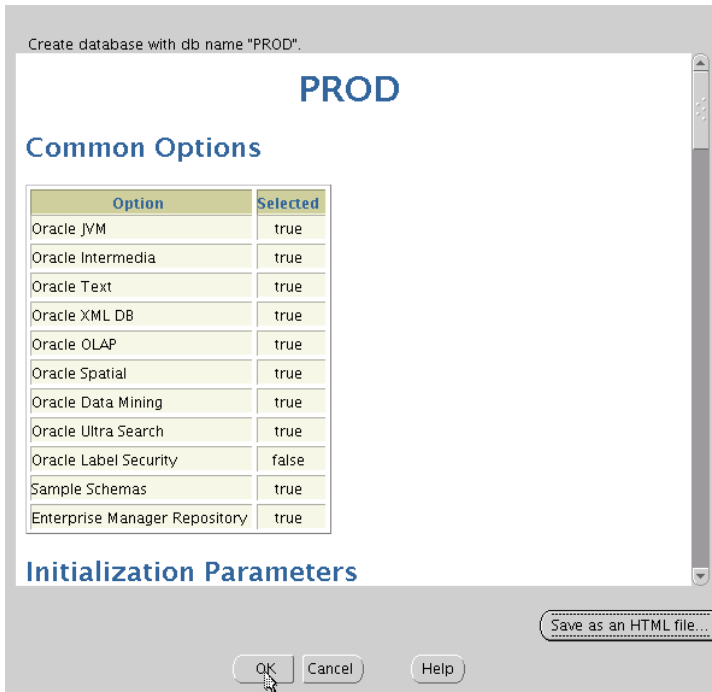 Create database with db name "PROD".
PROD
Common Options
Option Selected
Oracle JVM true
Oracle Intermedia true
Oracle Text true
Oracle XML DB true
Oracle OLAP true
Oracle Spatial true
Oracle Data Mining true
Oracle Ultra Search true
Oracle Label Security false
Sample Schemas true
Enterprise Manager Repository true
Initialization Parameters
Save as an HTML file...
OK Cancel Help